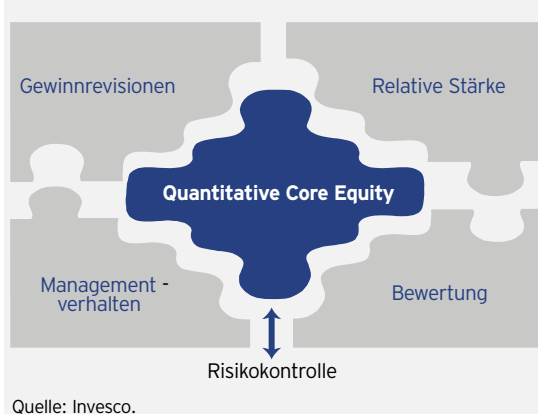 Gewinnrevisionen
Relative Stärke
Quantitative Core Equity
Management -
verhalten
Bewertung
Risikokontrolle
Quelle: Invesco.